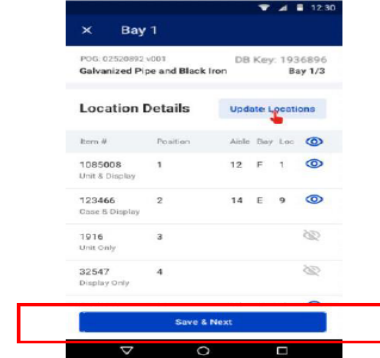 12:30
Bay 1
POG: 02520892 v001 DB Key: 1936896
Galvanized Pipe and Black Iron Bay 1/3
Location Details Update Locations
Item # Position Aisle Bay Loc
1085008 1 12 F 1
Unit & Display
123466 2 14 E 9
Case & Display
1916 3
Unit Only
32547 4
Display Only
Save & Next